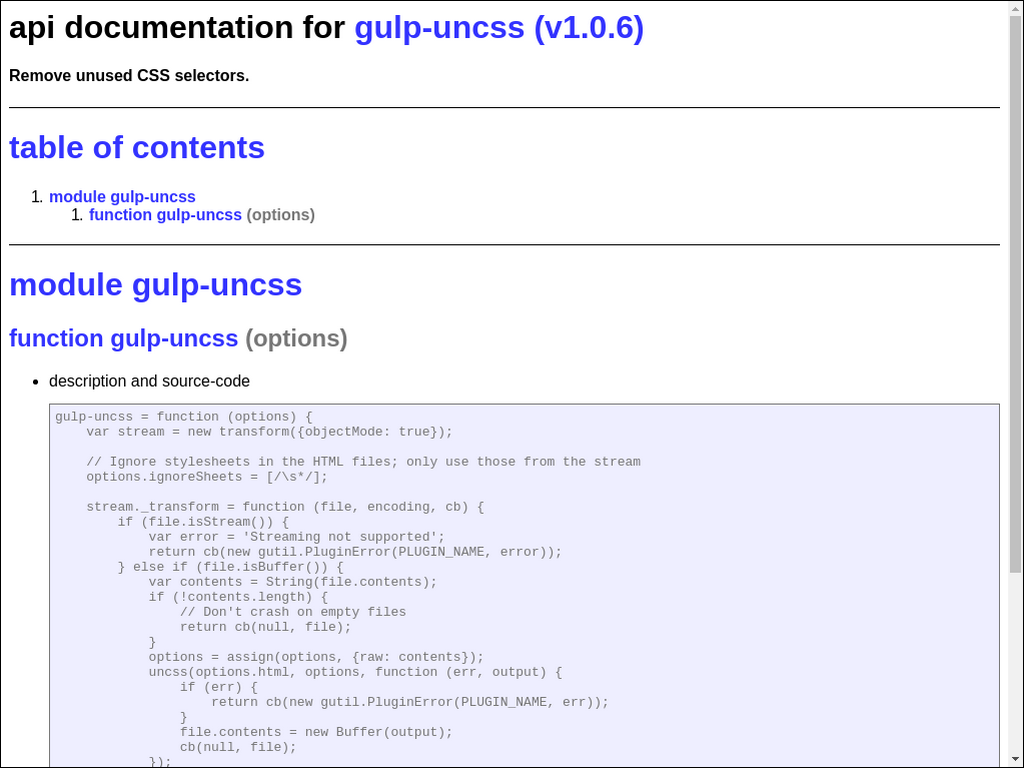 api documentation for gulp-uncss (v1.0.6)
Remove unused CSS selectors.
table of contents
1. module gulp-uncss
1. function gulp-uncss (options)
module gulp-uncss
function gulp-uncss (options)
• description and source-code
gulp-uncss = function (options) {
    var stream = new transform({objectMode: true});

    // Ignore stylesheets in the HTML files; only use those from the stream
    options.ignoreSheets = [/\s*/];

    stream._transform = function (file, encoding, cb) {
        if (file.isStream()) {
            var error = 'Streaming not supported';
            return cb(new gutil.PluginError(PLUGIN_NAME, error));
        } else if (file.isBuffer()) {
            var contents = String(file.contents);
            if (!contents.length) {
                // Don't crash on empty files
                return cb(null, file);
            }
            options = assign(options, {raw: contents});
            uncss(options.html, options, function (err, output) {
                if (err) {
                    return cb(new gutil.PluginError(PLUGIN_NAME, err));
                }
                file.contents = new Buffer(output);
                cb(null, file);
            });